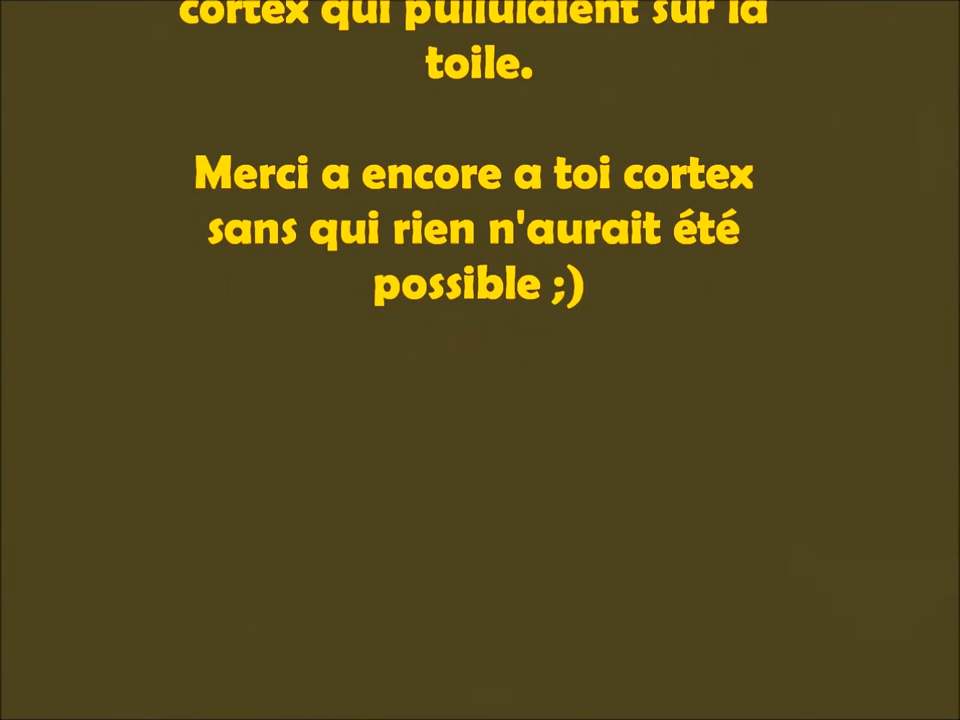 cortex qui pullulaient sur la
toile.
Merci a encore a toi cortex
sans qui rien n'aurait été
possible ;)